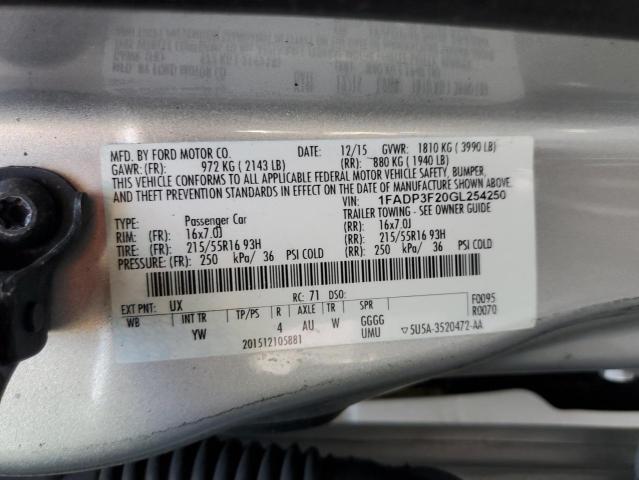 MFD. BY FORD MOTOR CO. DATE: 12/15 GVWR: 1810 KG ( 3990 LB)
GAWR: (FR): 972 KG ( 2143 LB) (RR): 880 KG ( 1940 LB)
THIS VEHICLE CONFORMS TO ALL APPLICABLE FEDERAL MOTOR VEHICLE SAFETY, BUMPER,
AND THEFT PREVENTION STANDARDS IN EFFECT ON THE DATE OF MANUFACTURE SHOWN ABOVE.
VIN: 1FADP3F20GL254250
TYPE: Passenger Car TRAILER TOWING - SEE OWNER GUIDE
RIM: (FR): 16x7.0J (RR): 16x7.0J
TIRE: (FR): 215/55R16 93H (RR): 215/55R16 93H
PRESSURE: (FR): 250 kPa/ 36 PSI COLD (RR): 250 kPa/ 36 PSI COLD
EXT PNT: UX RC: 71 DSO: F0095
WB INT TR TP/PS R AXLE TR SPR R0070
YW 4 AU W GGGG
UMU
201512105881 5U5A-3520472-AA